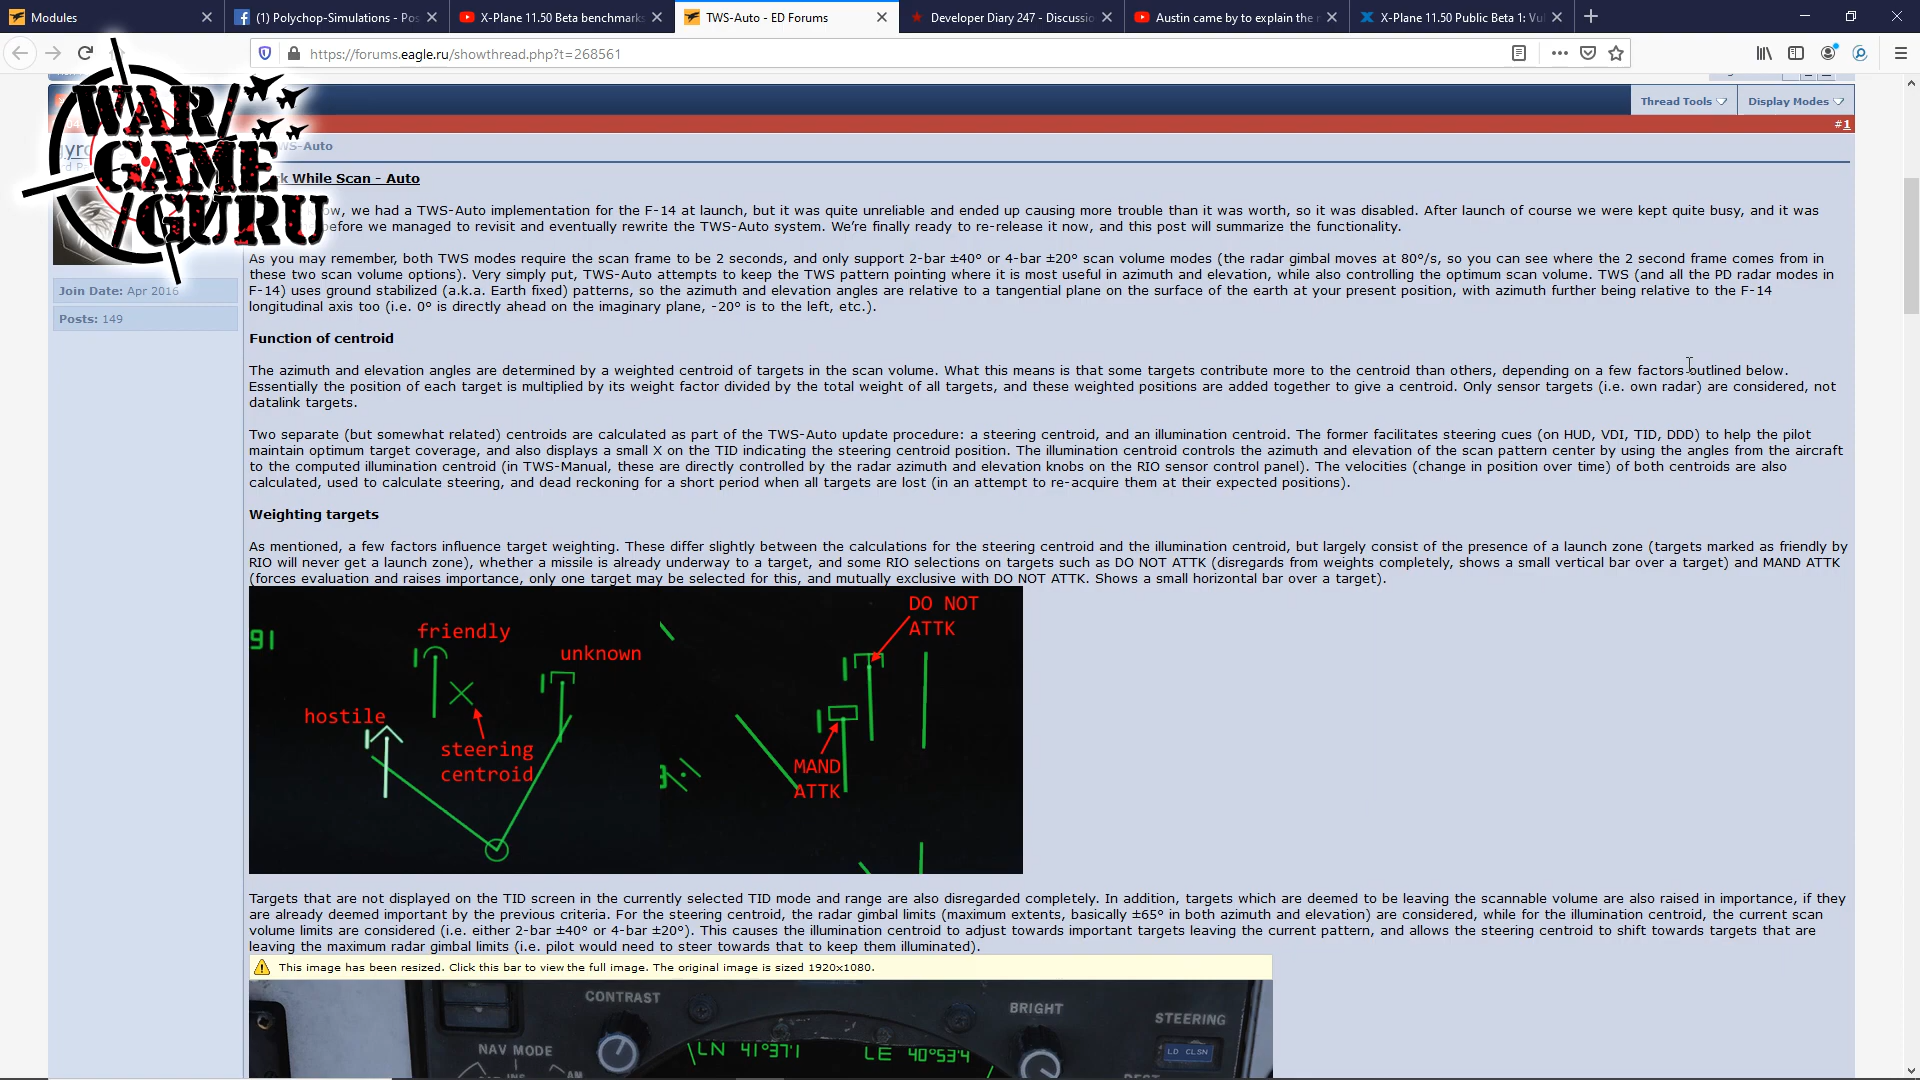 Modules
(1) Polychop-Simulations - Pos
X-Plane 11.50 Beta benchmarks
TWS-Auto - ED Forums
Developer Diary 247 - Discussio
Austin came by to explain the
X-Plane 11.50 Public Beta 1: Vul
https://forums.eagle.ru/showthread.php?t=268561
WAR/
GAME
/GURU
Thread Tools
Display Modes
#1
WS-Auto
k While Scan - Auto
ow, we had a TWS-Auto implementation for the F-14 at launch, but it was quite unreliable and ended up causing more trouble than it was worth, so it was disabled. After launch of course we were kept quite busy, and it was
before we managed to revisit and eventually rewrite the TWS-Auto system. We're finally ready to re-release it now, and this post will summarize the functionality.
Join Date: Apr 2016
Posts: 149
As you may remember, both TWS modes require the scan frame to be 2 seconds, and only support 2-bar ±40° or 4-bar ±20° scan volume modes (the radar gimbal moves at 80°/s, so you can see where the 2 second frame comes from in
these two scan volume options). Very simply put, TWS-Auto attempts to keep the TWS pattern pointing where it is most useful in azimuth and elevation, while also controlling the optimum scan volume. TWS (and all the PD radar modes in
F-14) uses ground stabilized (a.k.a. Earth fixed) patterns, so the azimuth and elevation angles are relative to a tangential plane on the surface of the earth at your present position, with azimuth further being relative to the F-14
longitudinal axis too (i.e. 0° is directly ahead on the imaginary plane, -20° is to the left, etc.).
Function of centroid
The azimuth and elevation angles are determined by a weighted centroid of targets in the scan volume. What this means is that some targets contribute more to the centroid than others, depending on a few factors outlined below.
Essentially the position of each target is multiplied by its weight factor divided by the total weight of all targets, and these weighted positions are added together to give a centroid. Only sensor targets (i.e. own radar) are considered, not
datalink targets.
Two separate (but somewhat related) centroids are calculated as part of the TWS-Auto update procedure: a steering centroid, and an illumination centroid. The former facilitates steering cues (on HUD, VDI, TID, DDD) to help the pilot
maintain optimum target coverage, and also displays a small X on the TID indicating the steering centroid position. The illumination centroid controls the azimuth and elevation of the scan pattern center by using the angles from the aircraft
to the computed illumination centroid (in TWS-Manual, these are directly controlled by the radar azimuth and elevation knobs on the RIO sensor control panel). The velocities (change in position over time) of both centroids are also
calculated, used to calculate steering, and dead reckoning for a short period when all targets are lost (in an attempt to re-acquire them at their expected positions).
Weighting targets
As mentioned, a few factors influence target weighting. These differ slightly between the calculations for the steering centroid and the illumination centroid, but largely consist of the presence of a launch zone (targets marked as friendly by
RIO will never get a launch zone), whether a missile is already underway to a target, and some RIO selections on targets such as DO NOT ATTK (disregards from weights completely, shows a small vertical bar over a target) and MAND ATTK
(forces evaluation and raises importance, only one target may be selected for this, and mutually exclusive with DO NOT ATTK. Shows a small horizontal bar over a target).
91
friendly
unknown
hostile
steering
centroid
DO NOT
ATTK
MAND
ATTK
Targets that are not displayed on the TID screen in the currently selected TID mode and range are also disregarded completely. In addition, targets which are deemed to be leaving the scannable volume are also raised in importance, if they
are already deemed important by the previous criteria. For the steering centroid, the radar gimbal limits (maximum extents, basically ±65° in both azimuth and elevation) are considered, while for the illumination centroid, the current scan
volume limits are considered (i.e. either 2-bar ±40° or 4-bar ±20°). This causes the illumination centroid to adjust towards important targets leaving the current pattern, and allows the steering centroid to shift towards targets that are
leaving the maximum radar gimbal limits (i.e. pilot would need to steer towards that to keep them illuminated).
This image has been resized. Click this bar to view the full image. The original image is sized 1920x1080.
CONTRAST
BRIGHT
STEERING
NAV MODE
LN 41°37'1
LE 40°53'4
LD CLSN